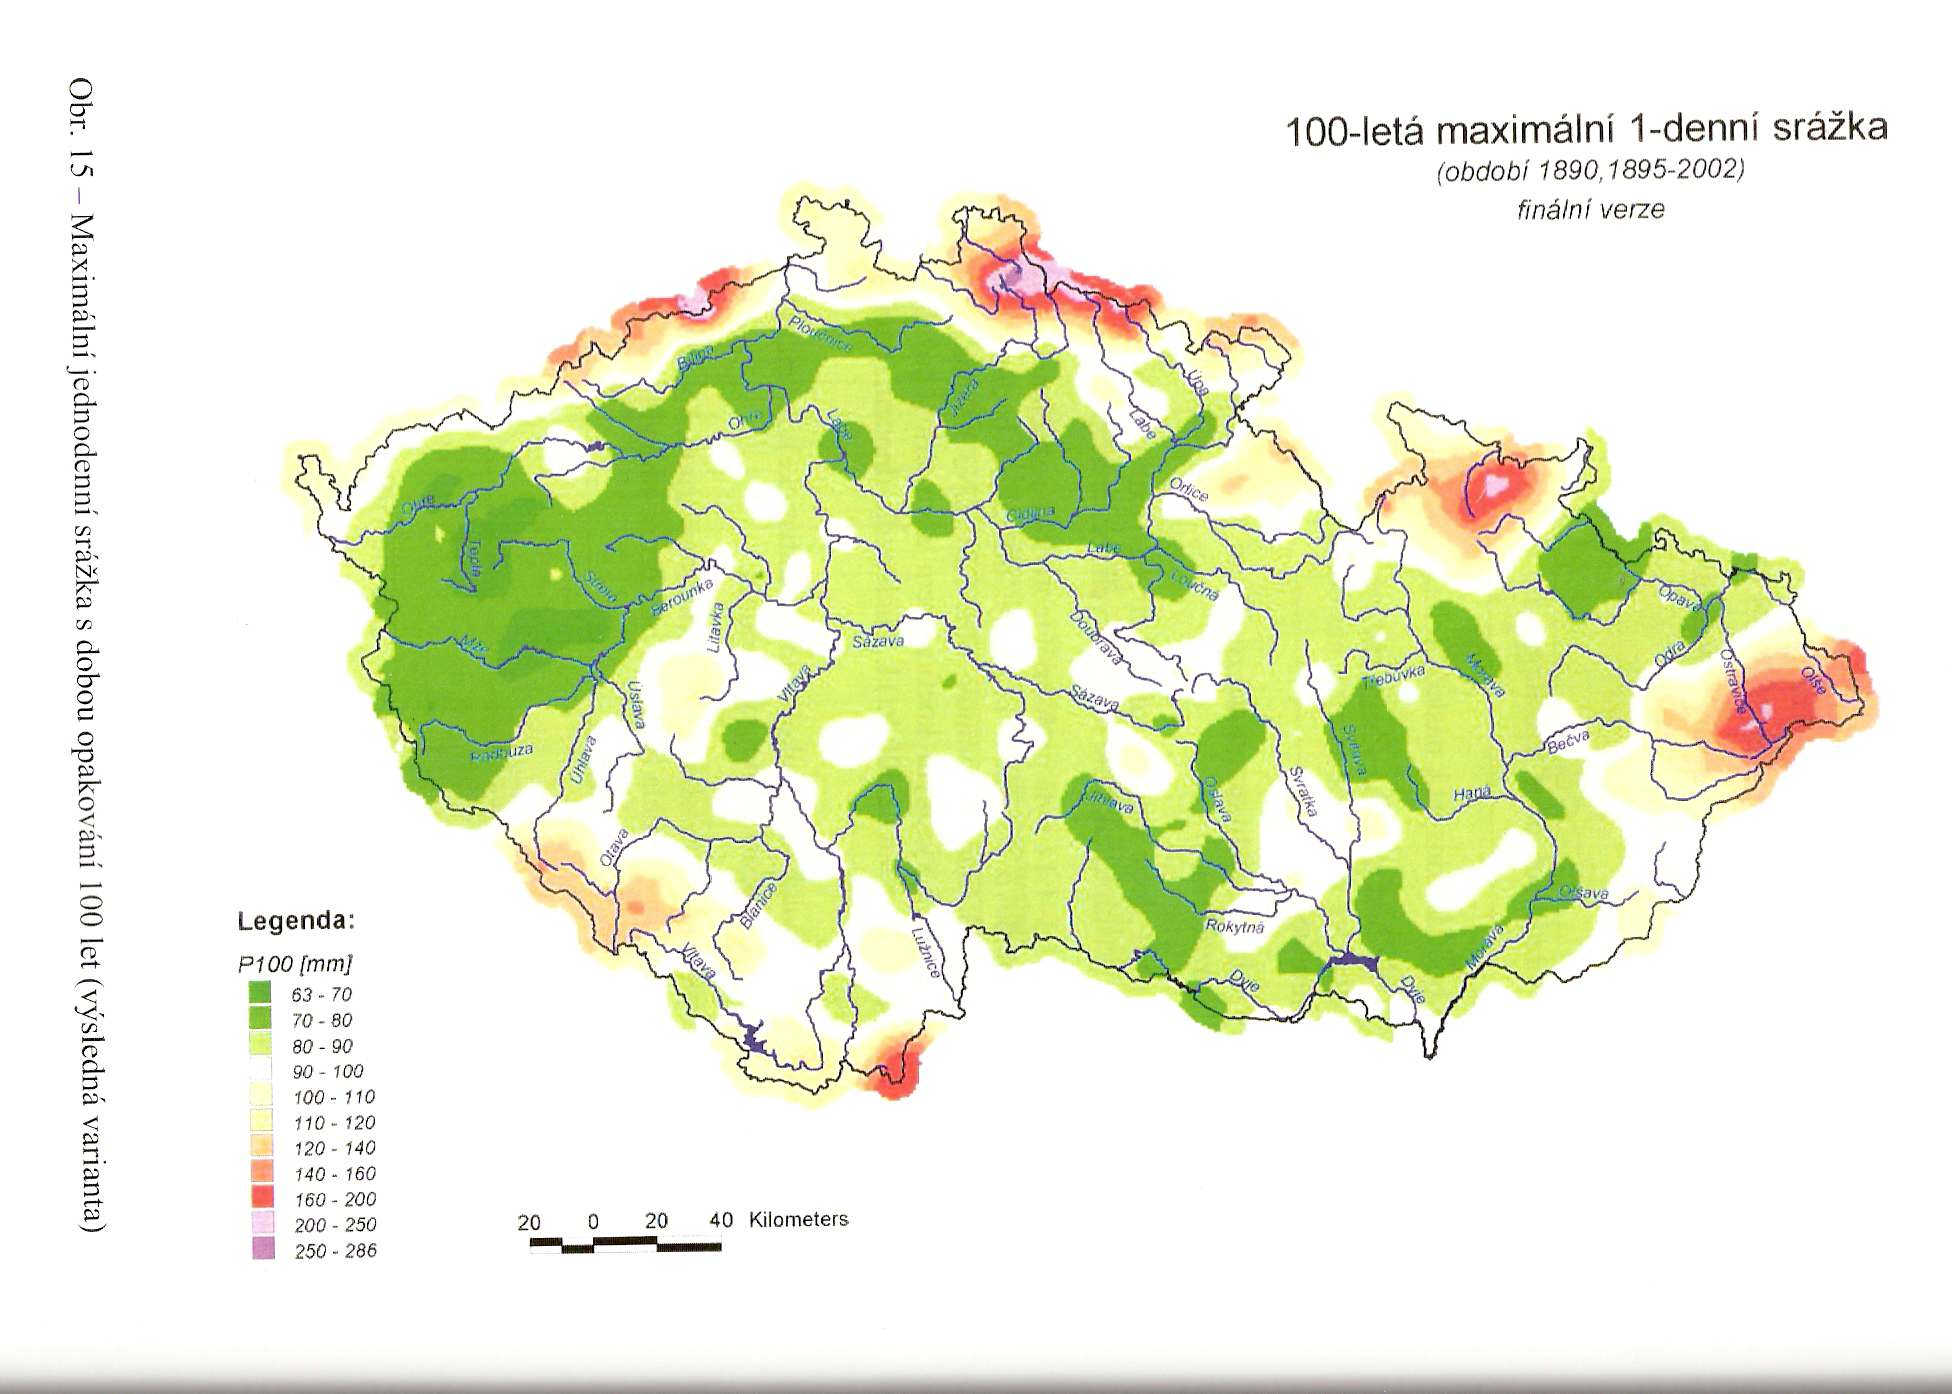 100-letá maximální 1-denní srážka
(období 1890,1895-2002)
finální verze
Obr. 15 – Maximální jednodenní srážka s dobou opakování 100 let (výsledná varianta)
Ploučnice
Bílina
Ohře
Labe
Jizera
Úpa
Labe
Orlice
Cidlina
Labe
Loučná
Ohře
Teplá
Střela
Berounka
Litavka
Mže
Úslava
Radbuza
Úhlava
Vltava
Sázava
Doubrava
Sázava
Třebůvka
Morava
Opava
Odra
Ostravice
Olše
Bečva
Svitava
Svratka
Oslava
Jihlava
Haná
Otava
Blanice
Vltava
Lužnice
Rokytná
Dyje
Dyje
Morava
Olšava
Legenda:
P100 [mm]
63 - 70
70 - 80
80 - 90
90 - 100
100 - 110
110 - 120
120 - 140
140 - 160
160 - 200
200 - 250
250 - 286
20 0 20 40 Kilometers